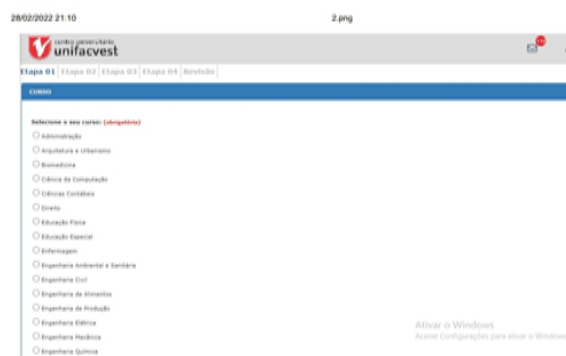 28/02/2022 21:10
2.png
centro universitário
unifacvest
Etapa 01 Etapa 02 Etapa 03 Etapa 04 Revisão
CURSO
Selecione o seu curso: (obrigatória)
Administração
Arquitetura e Urbanismo
Biomedicina
Ciência da Computação
Ciências Contábeis
Direito
Educação Física
Educação Especial
Enfermagem
Engenharia Ambiental e Sanitária
Engenharia Civil
Engenharia de Alimentos
Engenharia de Produção
Engenharia Elétrica
Engenharia Mecânica
Engenharia Química
Ativar o Windows
Acesse Configurações para ativar o Windows